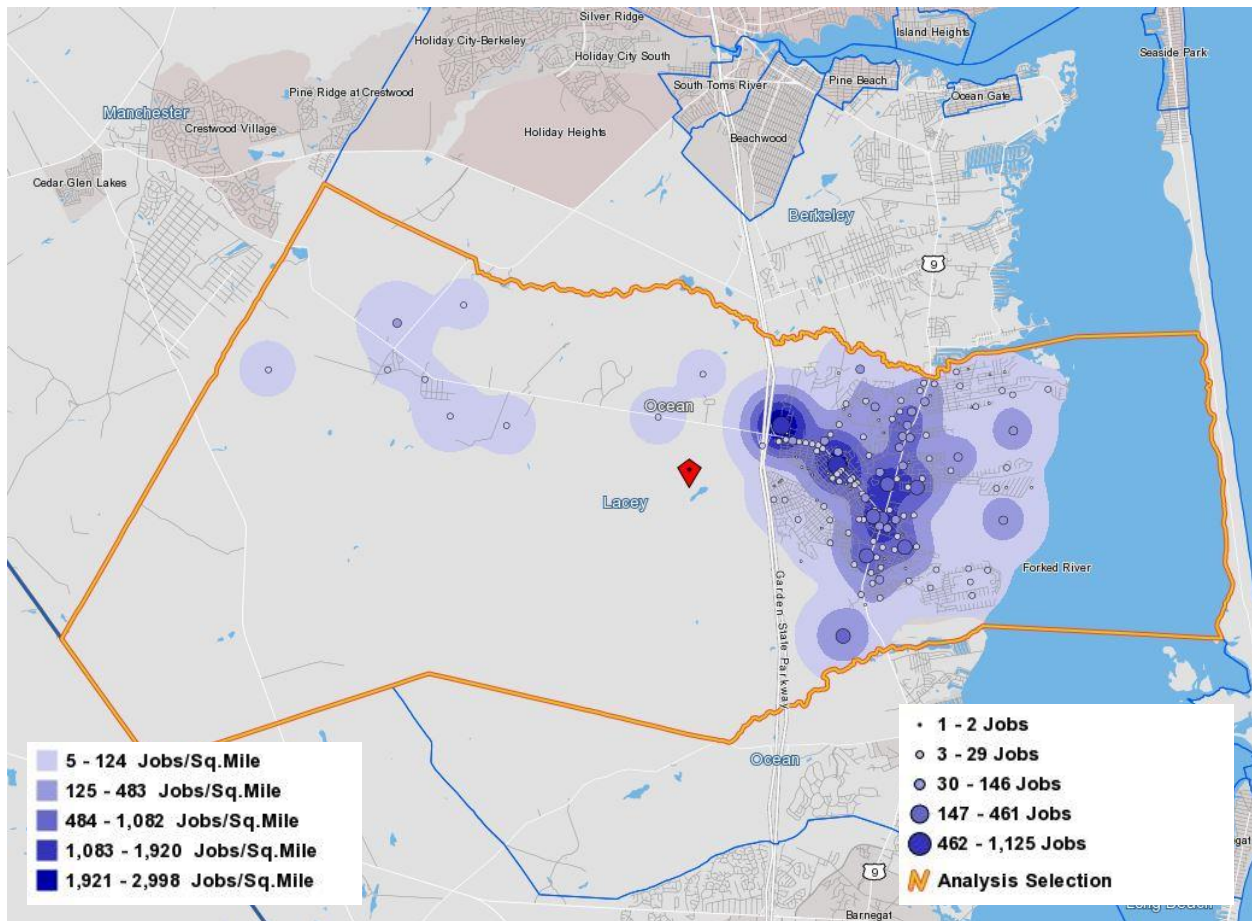 Silver Ridge
Island Heights
Holiday City-Berkeley
Seaside Park
Holiday City South
Pine Beach
South Toms River
Pine Ridge at Crestwood
Ocean Gate
Manchester
Crestwood Village
Holiday Heights
Beachwood
Cedar Glen Lakes
Berkeley
9
Ocean
Lacey
Forked River
Garden State Parkway
Ocean
5 - 124 Jobs/Sq.Mile
125 - 483 Jobs/Sq.Mile
484 - 1,082 Jobs/Sq.Mile
1,083 - 1,920 Jobs/Sq.Mile
1,921 - 2,998 Jobs/Sq.Mile
1 - 2 Jobs
3 - 29 Jobs
30 - 146 Jobs
147 - 461 Jobs
462 - 1,125 Jobs
Analysis Selection
9
Barnegat